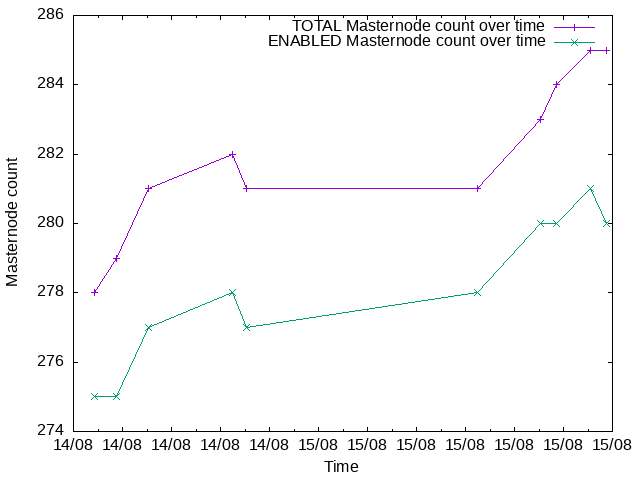 286
TOTAL Masternode count over time
ENABLED Masternode count over time
284
282
280
278
276
274
Masternode count
14/08 14/08 14/08 14/08 14/08 15/08 15/08 15/08 15/08 15/08 15/08 15/08
Time